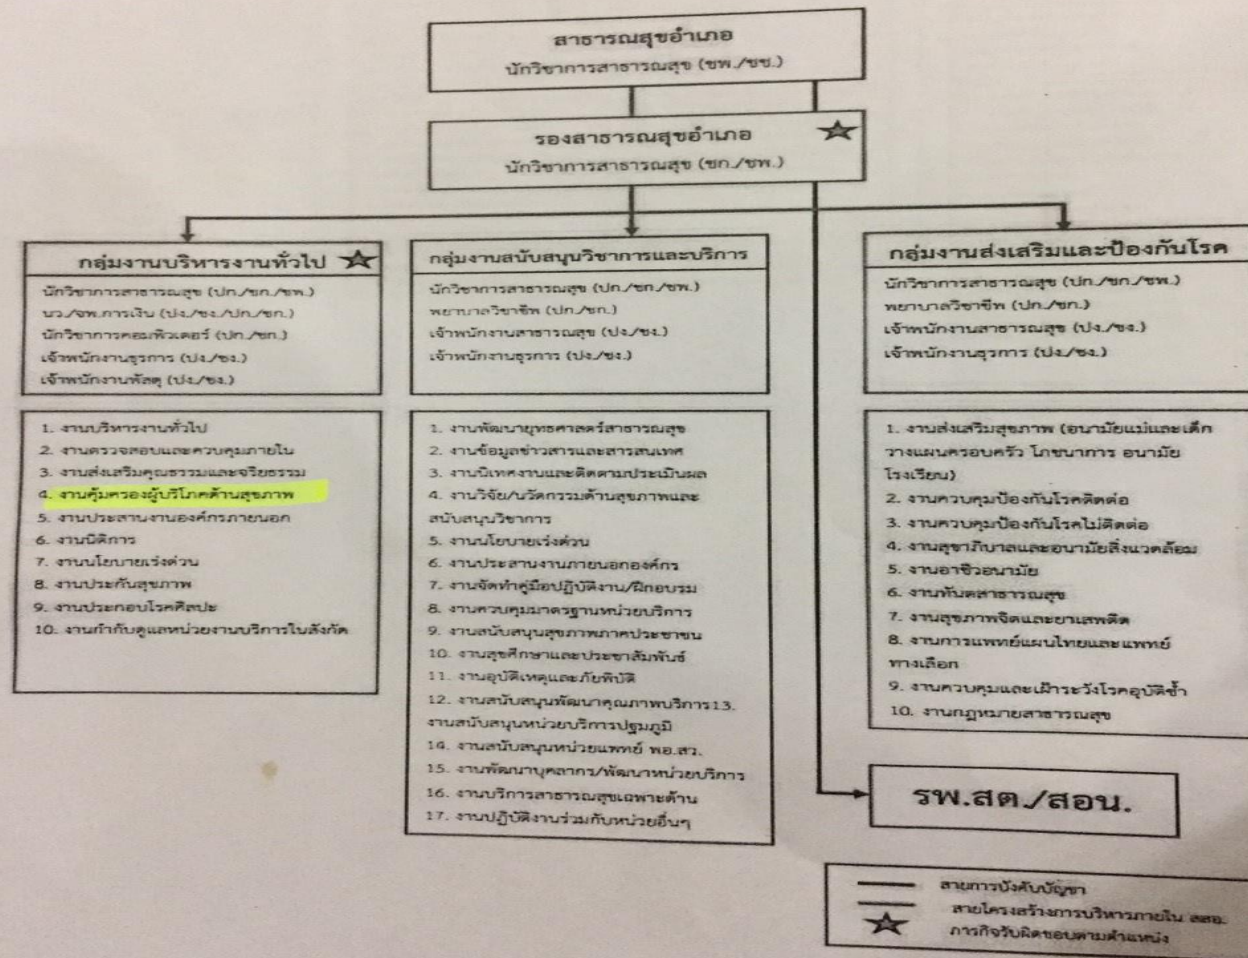 สาธารณสุขอำเภอ
นักวิชาการสาธารณสุข (ชพ./ชช.)
รองสาธารณสุขอำเภอ
นักวิชาการสาธารณสุข (ชก./ชพ.)
กลุ่มงานบริหารงานทั่วไป
นักวิชาการสาธารณสุข (ปก./ชก./ชพ.)
นว./จพ.การเงิน (ปง./ชง./ปก./ชก.)
นักวิชาการคอมพิวเตอร์ (ปก./ชก.)
เจ้าพนักงานธุรการ (ปง./ชง.)
เจ้าพนักงานพัสดุ (ปง./ชง.)
1. งานบริหารงานทั่วไป
2. งานตรวจสอบและควบคุมภายใน
3. งานส่งเสริมคุณธรรมและจริยธรรม
4. งานคุ้มครองผู้บริโภคด้านสุขภาพ
5. งานประสานงานองค์กรภายนอก
6. งานนิติการ
7. งานนโยบายเร่งด่วน
8. งานประกันสุขภาพ
9. งานประกอบโรคศิลปะ
10. งานกำกับดูแลหน่วยงานบริการในสังกัด
กลุ่มงานสนับสนุนวิชาการและบริการ
นักวิชาการสาธารณสุข (ปก./ชก./ชพ.)
พยาบาลวิชาชีพ (ปก./ชก.)
เจ้าพนักงานสาธารณสุข (ปง./ชง.)
เจ้าพนักงานธุรการ (ปง./ชง.)
1. งานพัฒนายุทธศาสตร์สาธารณสุข
2. งานข้อมูลข่าวสารและสารสนเทศ
3. งานนิเทศงานและติดตามประเมินผล
4. งานวิจัย/นวัตกรรมด้านสุขภาพและ
สนับสนุนวิชาการ
5. งานนโยบายเร่งด่วน
6. งานประสานงานภายนอกองค์กร
7. งานจัดทำคู่มือปฏิบัติงาน/ฝึกอบรม
8. งานควบคุมมาตรฐานหน่วยบริการ
9. งานสนับสนุนสุขภาพภาคประชาชน
10. งานสุขศึกษาและประชาสัมพันธ์
11. งานอุบัติเหตุและภัยพิบัติ
12. งานสนับสนุนพัฒนาคุณภาพบริการ13.
งานสนับสนุนหน่วยบริการปฐมภูมิ
14. งานสนับสนุนหน่วยแพทย์ พอ.สว.
15. งานพัฒนาบุคลากร/พัฒนาหน่วยบริการ
16. งานบริการสาธารณสุขเฉพาะด้าน
17. งานปฏิบัติงานร่วมกับหน่วยอื่นๆ
กลุ่มงานส่งเสริมและป้องกันโรค
นักวิชาการสาธารณสุข (ปก./ชก./ชพ.)
พยาบาลวิชาชีพ (ปก./ชก.)
เจ้าพนักงานสาธารณสุข (ปง./ชง.)
เจ้าพนักงานธุรการ (ปง./ชง.)
1. งานส่งเสริมสุขภาพ (อนามัยแม่และเด็ก
วางแผนครอบครัว โภชนาการ อนามัย
โรงเรียน)
2. งานควบคุมป้องกันโรคติดต่อ
3. งานควบคุมป้องกันโรคไม่ติดต่อ
4. งานสุขาภิบาลและอนามัยสิ่งแวดล้อม
5. งานอาชีวอนามัย
6. งานทันตสาธารณสุข
7. งานสุขภาพจิตและยาเสพติด
8. งานการแพทย์แผนไทยและแพทย์
ทางเลือก
9. งานควบคุมและเฝ้าระวังโรคอุบัติซ้ำ
10. งานกฎหมายสาธารณสุข
รพ.สต./สอน.
สายการบังคับบัญชา
สายโครงสร้างการบริหารภายใน สสอ.
ภารกิจรับผิดชอบตามตำแหน่ง